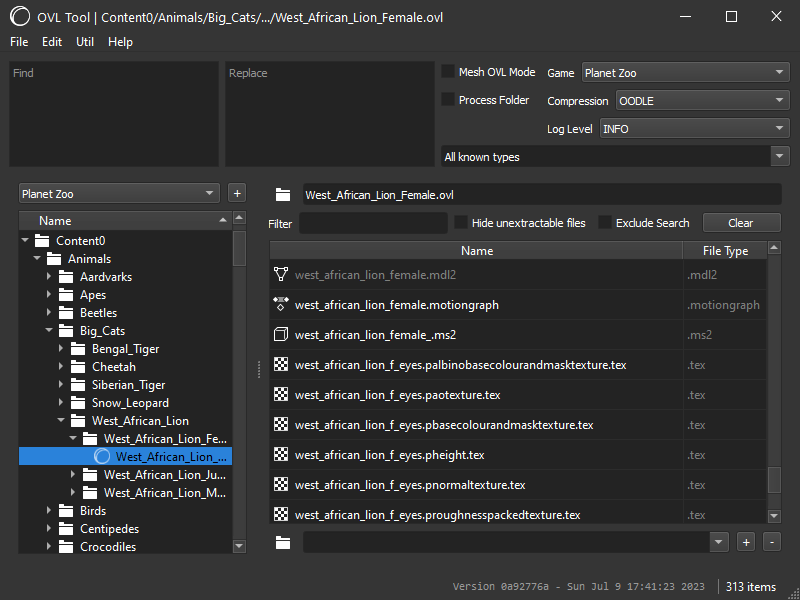 OVL Tool | Content0/Animals/Big_Cats/.../West_African_Lion_Female.ovl
File Edit Util Help
Find
Replace
Mesh OVL Mode
Game Planet Zoo
Process Folder
Compression OODLE
Log Level INFO
All known types
Planet Zoo
+
Name
Content0
Animals
Aardvarks
Apes
Beetles
Big_Cats
Bengal_Tiger
Cheetah
Siberian_Tiger
Snow_Leopard
West_African_Lion
West_African_Lion_Fe...
West_African_Lion_...
West_African_Lion_Ju...
West_African_Lion_M...
Birds
Centipedes
Crocodiles
West_African_Lion_Female.ovl
Filter
Hide unextractable files
Exclude Search
Clear
Name File Type
west_african_lion_female.mdl2 .mdl2
west_african_lion_female.motiongraph .motiongraph
west_african_lion_female_.ms2 .ms2
west_african_lion_f_eyes.palbinobasecolourandmasktexture.tex .tex
west_african_lion_f_eyes.paotexture.tex .tex
west_african_lion_f_eyes.pbasecolourandmasktexture.tex .tex
west_african_lion_f_eyes.pheight.tex .tex
west_african_lion_f_eyes.pnormaltexture.tex .tex
west_african_lion_f_eyes.proughnesspackedtexture.tex .tex
+ -
Version 0a92776a - Sun Jul 9 17:41:23 2023
313 items